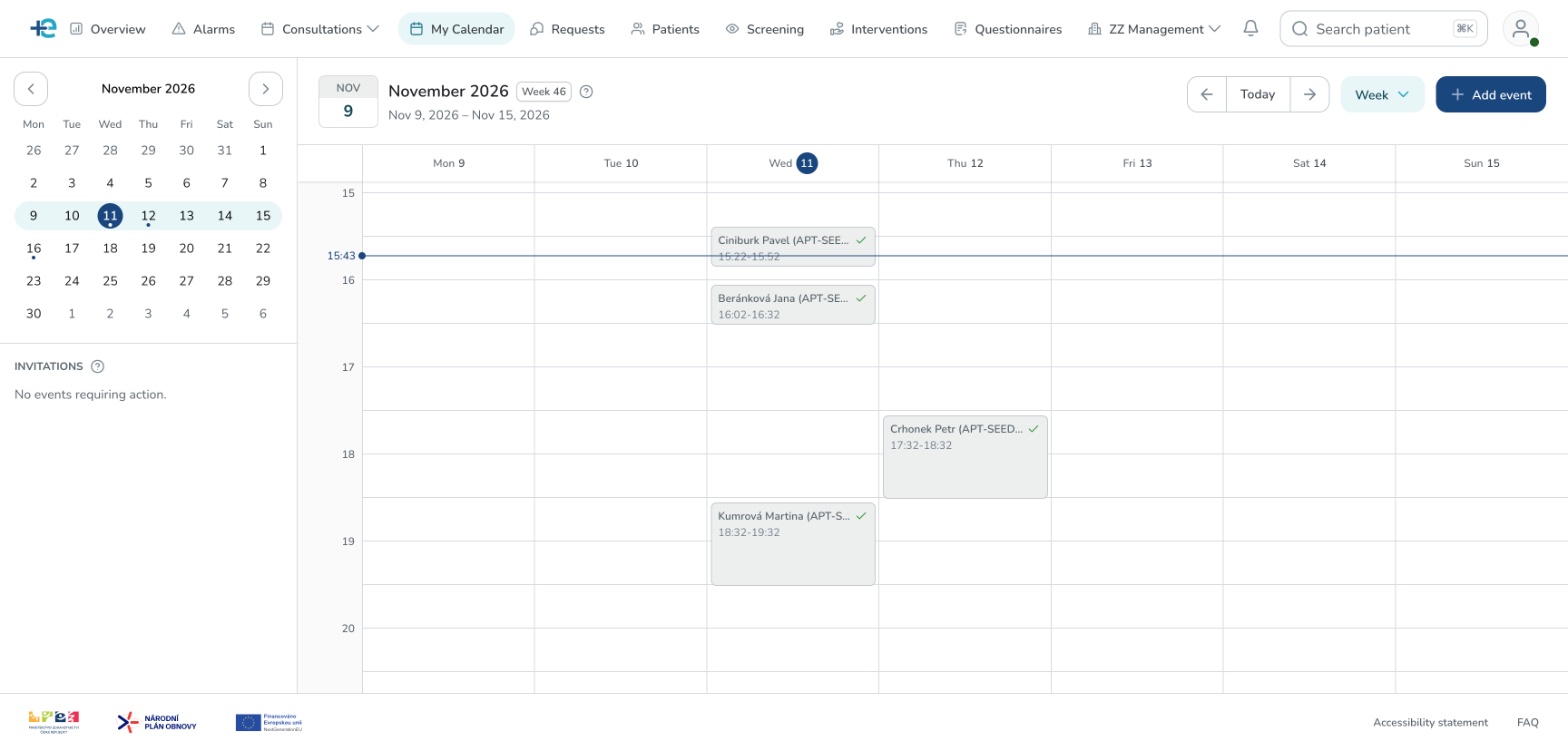 Overview
Alarms
Consultations
My Calendar
Requests
Patients
Screening
Interventions
Questionnaires
ZZ Management
Search patient
⌘K
November 2026
Mon Tue Wed Thu Fri Sat Sun
26 27 28 29 30 31 1
2 3 4 5 6 7 8
9 10 11 12 13 14 15
16 17 18 19 20 21 22
23 24 25 26 27 28 29
30 1 2 3 4 5 6
INVITATIONS ?
No events requiring action.
NOV
9
November 2026 Week 46 ?
Nov 9, 2026 – Nov 15, 2026
Today
Week
Add event
Mon 9 Tue 10 Wed 11 Thu 12 Fri 13 Sat 14 Sun 15
15
Ciniburk Pavel (APT-SEE...
15:43
15:22-15:52
16
Beránková Jana (APT-SE...
16:02-16:32
17
Crhonek Petr (APT-SEED...
17:32-18:32
18
Kumrová Martina (APT-S...
18:32-19:32
19
20
NÁRODNÍ
PLÁN OBNOVY
Financováno
Evropskou unií
NextGenerationEU
Accessibility statement
FAQ